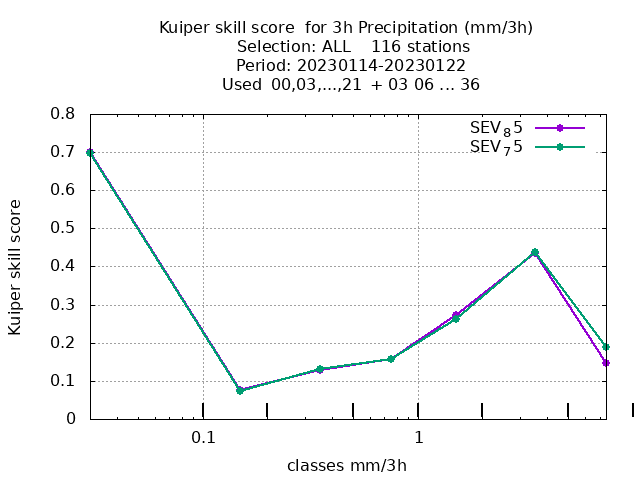 Kuiper skill score  for 3h Precipitation (mm/3h)
Selection: ALL    116 stations
Period: 20230114-20230122
Used  00,03,...,21  + 03 06 ... 36
SEV₈5
SEV₇5
0.8
0.7
0.6
0.5
0.4
0.3
0.2
0.1
0
Kuiper skill score
0.1 1
classes mm/3h